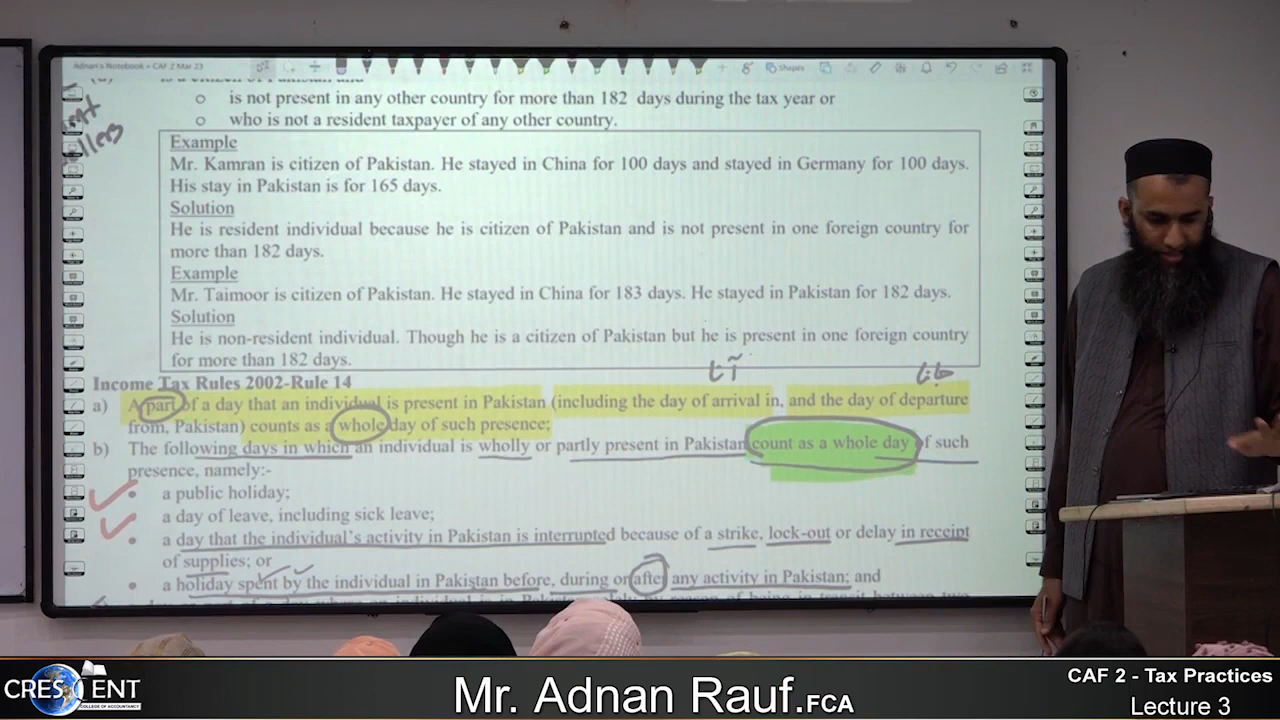 Adnan's Notebook • CAF 2 Mar 23
Shapes
is not present in any other country for more than 182 days during the tax year or
who is not a resident taxpayer of any other country.
Example
Mr. Kamran is citizen of Pakistan. He stayed in China for 100 days and stayed in Germany for 100 days.
His stay in Pakistan is for 165 days.
Solution
He is resident individual because he is citizen of Pakistan and is not present in one foreign country for
more than 182 days.
Example
Mr. Taimoor is citizen of Pakistan. He stayed in China for 183 days. He stayed in Pakistan for 182 days.
Solution
He is non-resident individual. Though he is a citizen of Pakistan but he is present in one foreign country
for more than 182 days.
آنا جانا
Income Tax Rules 2002-Rule 14
a) A part of a day that an individual is present in Pakistan (including the day of arrival in, and the day of departure
from, Pakistan) counts as a whole day of such presence;
b) The following days in which an individual is wholly or partly present in Pakistan count as a whole day of such
presence, namely:-
• a public holiday;
• a day of leave, including sick leave;
• a day that the individual's activity in Pakistan is interrupted because of a strike, lock-out or delay in receipt
of supplies; or
• a holiday spent by the individual in Pakistan before, during or after any activity in Pakistan; and
CRESCENT
COLLEGE OF ACCOUNTANCY
Mr. Adnan Rauf.FCA
CAF 2 - Tax Practices
Lecture 3